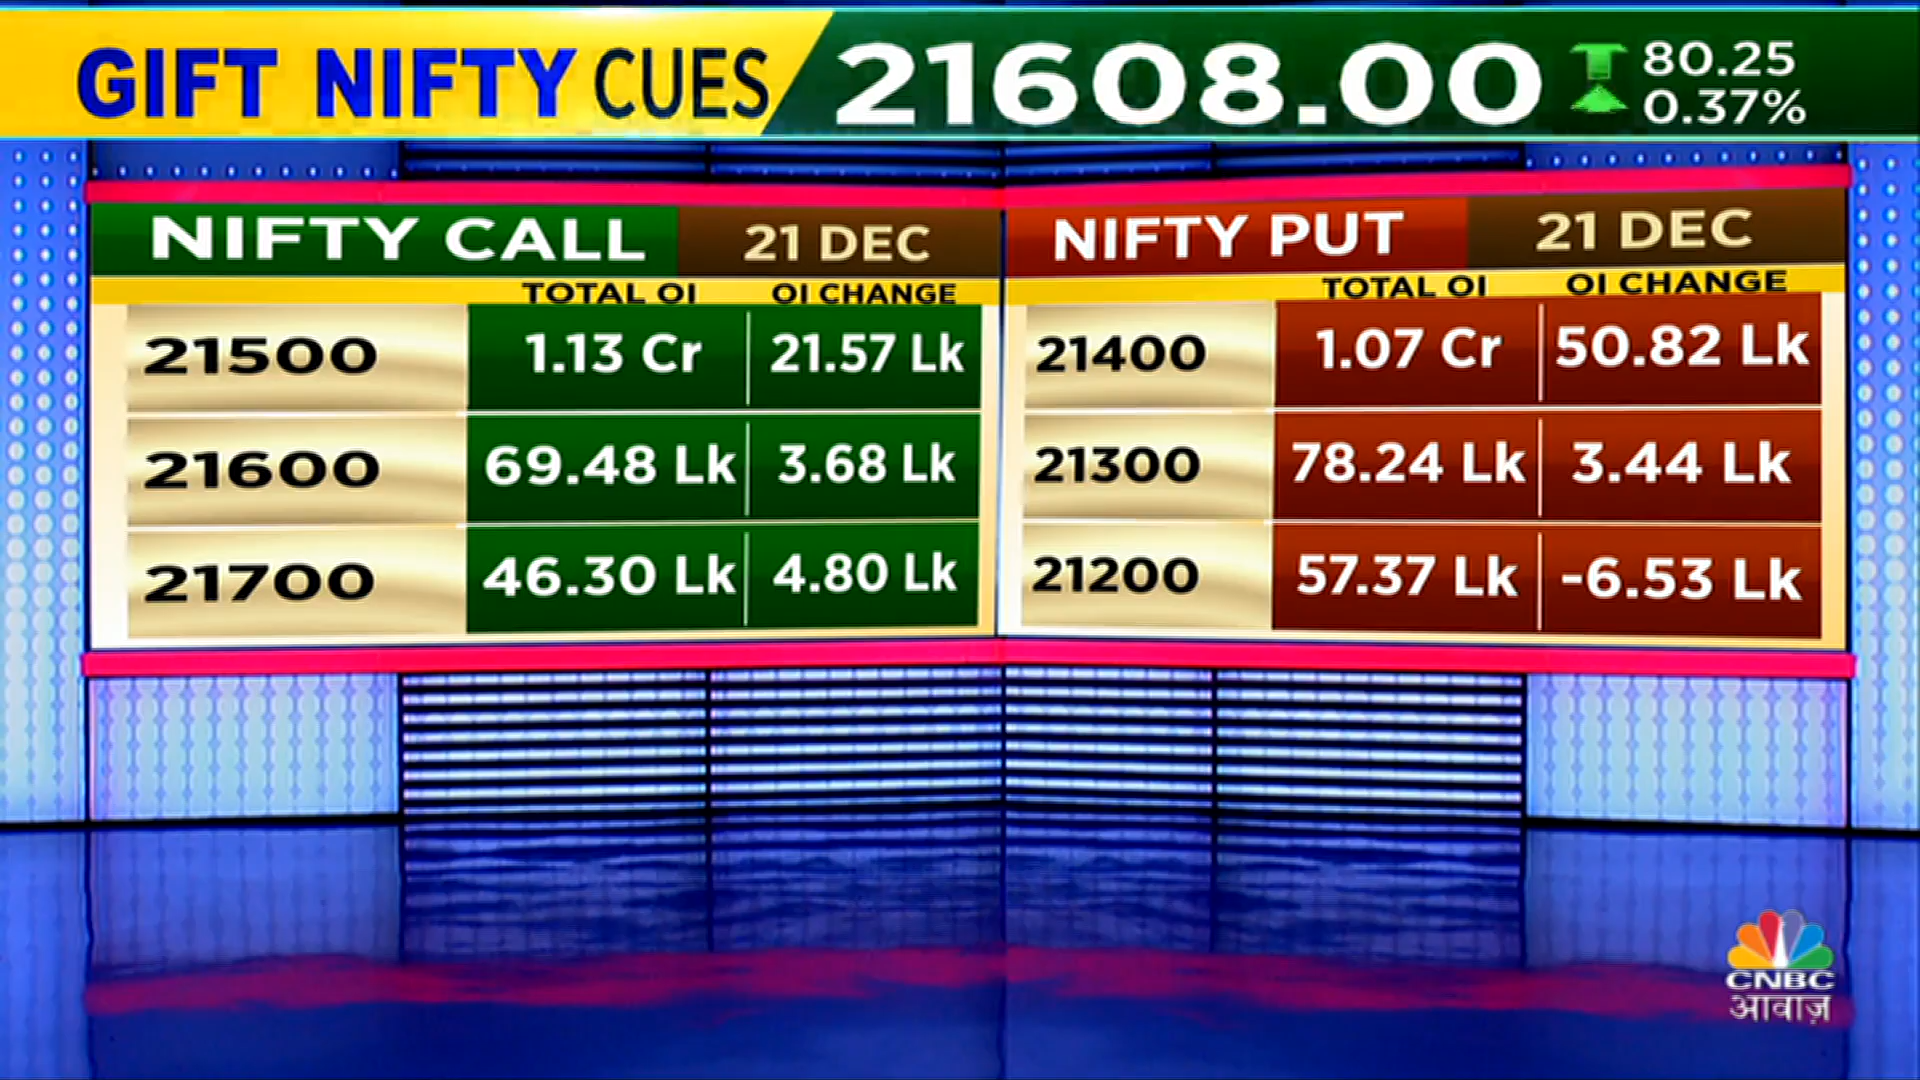 GIFT NIFTY CUES 21608.00 80.25
0.37%
NIFTY CALL 21 DEC
TOTAL OI OI CHANGE
21500 1.13 Cr 21.57 Lk
21600 69.48 Lk 3.68 Lk
21700 46.30 Lk 4.80 Lk
NIFTY PUT 21 DEC
TOTAL OI OI CHANGE
21400 1.07 Cr 50.82 Lk
21300 78.24 Lk 3.44 Lk
21200 57.37 Lk -6.53 Lk
CNBC
आवाज़